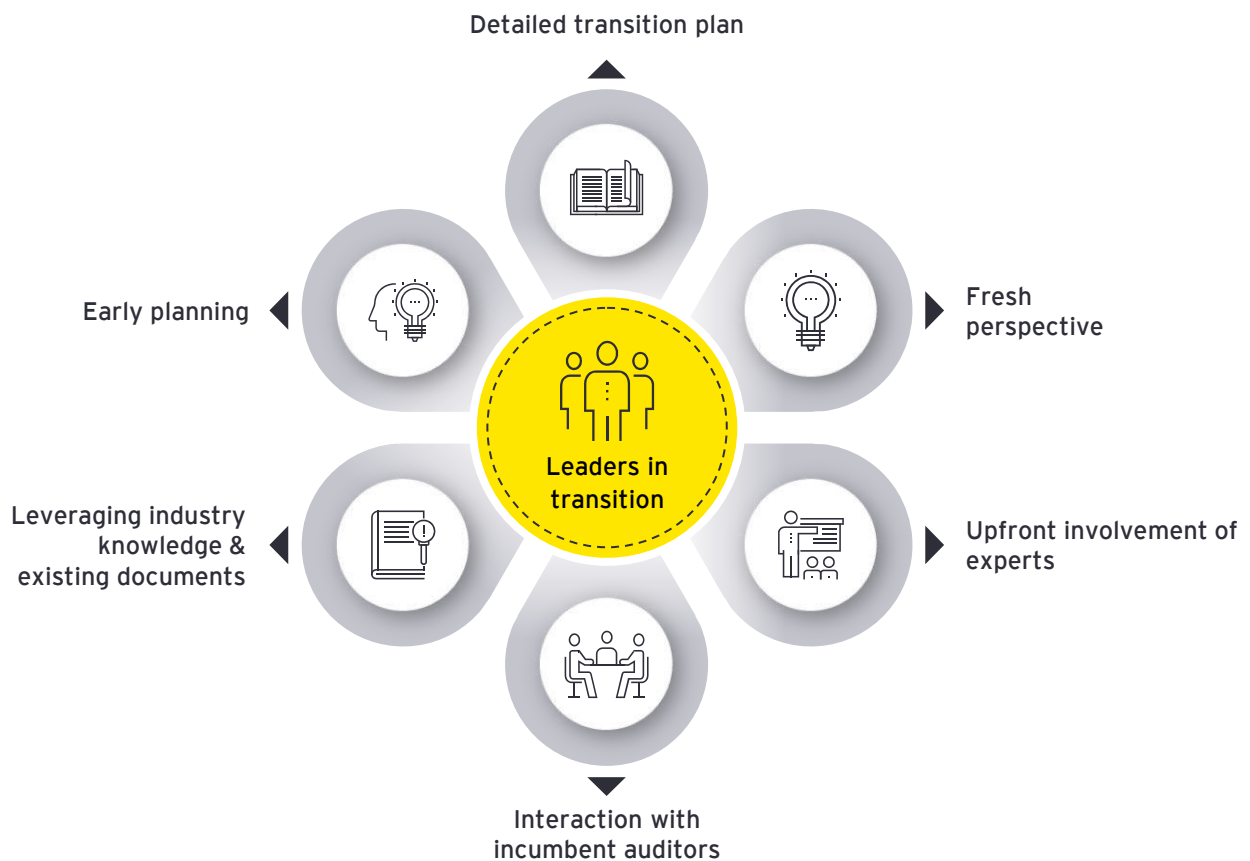 Detailed transition plan
Early planning
Fresh
perspective
Leaders in
transition
Leveraging industry
knowledge &
existing documents
Upfront involvement of
experts
Interaction with
incumbent auditors